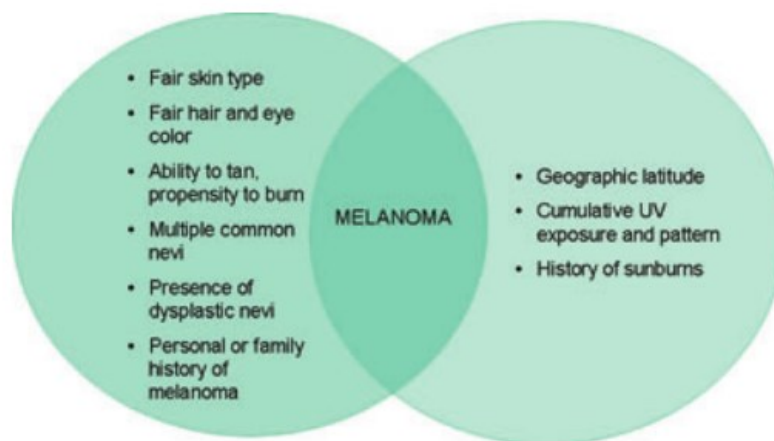 • Fair skin type
• Fair hair and eye
color
• Ability to tan,
propensity to burn
• Multiple common
nevi
• Presence of
dysplastic nevi
• Personal or family
history of
melanoma
MELANOMA
• Geographic latitude
• Cumulative UV
exposure and pattern
• History of sunburns